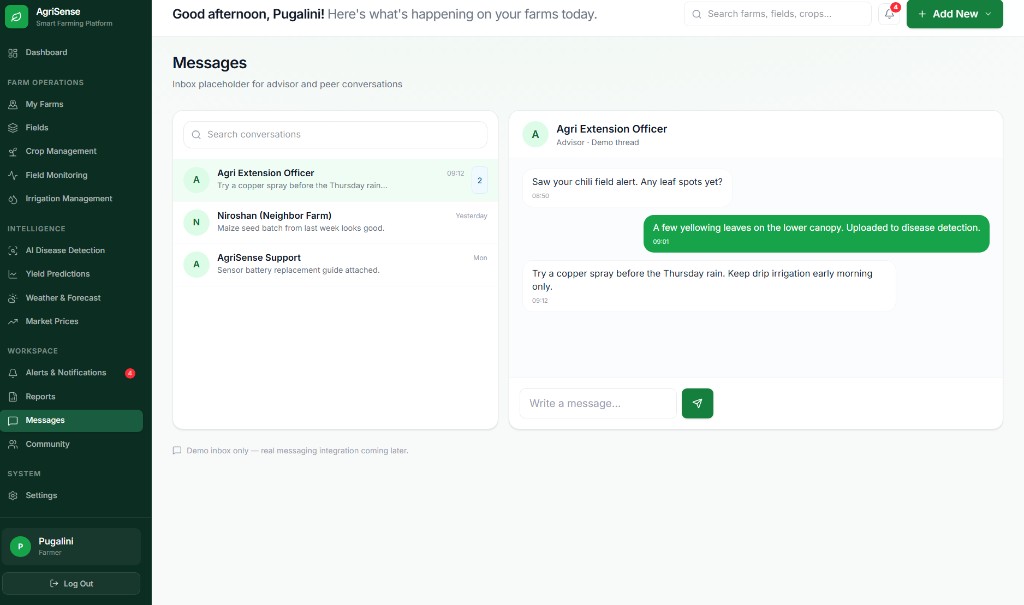 AgriSense
Smart Farming Platform
Dashboard
FARM OPERATIONS
My Farms
Fields
Crop Management
Field Monitoring
Irrigation Management
INTELLIGENCE
AI Disease Detection
Yield Predictions
Weather & Forecast
Market Prices
WORKSPACE
Alerts & Notifications 4
Reports
Messages
Community
SYSTEM
Settings
P
Pugalini
Farmer
Log Out
Good afternoon, Pugalini! Here's what's happening on your farms today.
Search farms, fields, crops...
4
+ Add New
Messages
Inbox placeholder for advisor and peer conversations
Search conversations
A
Agri Extension Officer 09:12
Try a copper spray before the Thursday rain... 2
N
Niroshan (Neighbor Farm) Yesterday
Maize seed batch from last week looks good.
A
AgriSense Support Mon
Sensor battery replacement guide attached.
A
Agri Extension Officer
Advisor · Demo thread
Saw your chili field alert. Any leaf spots yet?
08:50
A few yellowing leaves on the lower canopy. Uploaded to disease detection.
09:01
Try a copper spray before the Thursday rain. Keep drip irrigation early morning
only.
09:12
Write a message...
Demo inbox only — real messaging integration coming later.